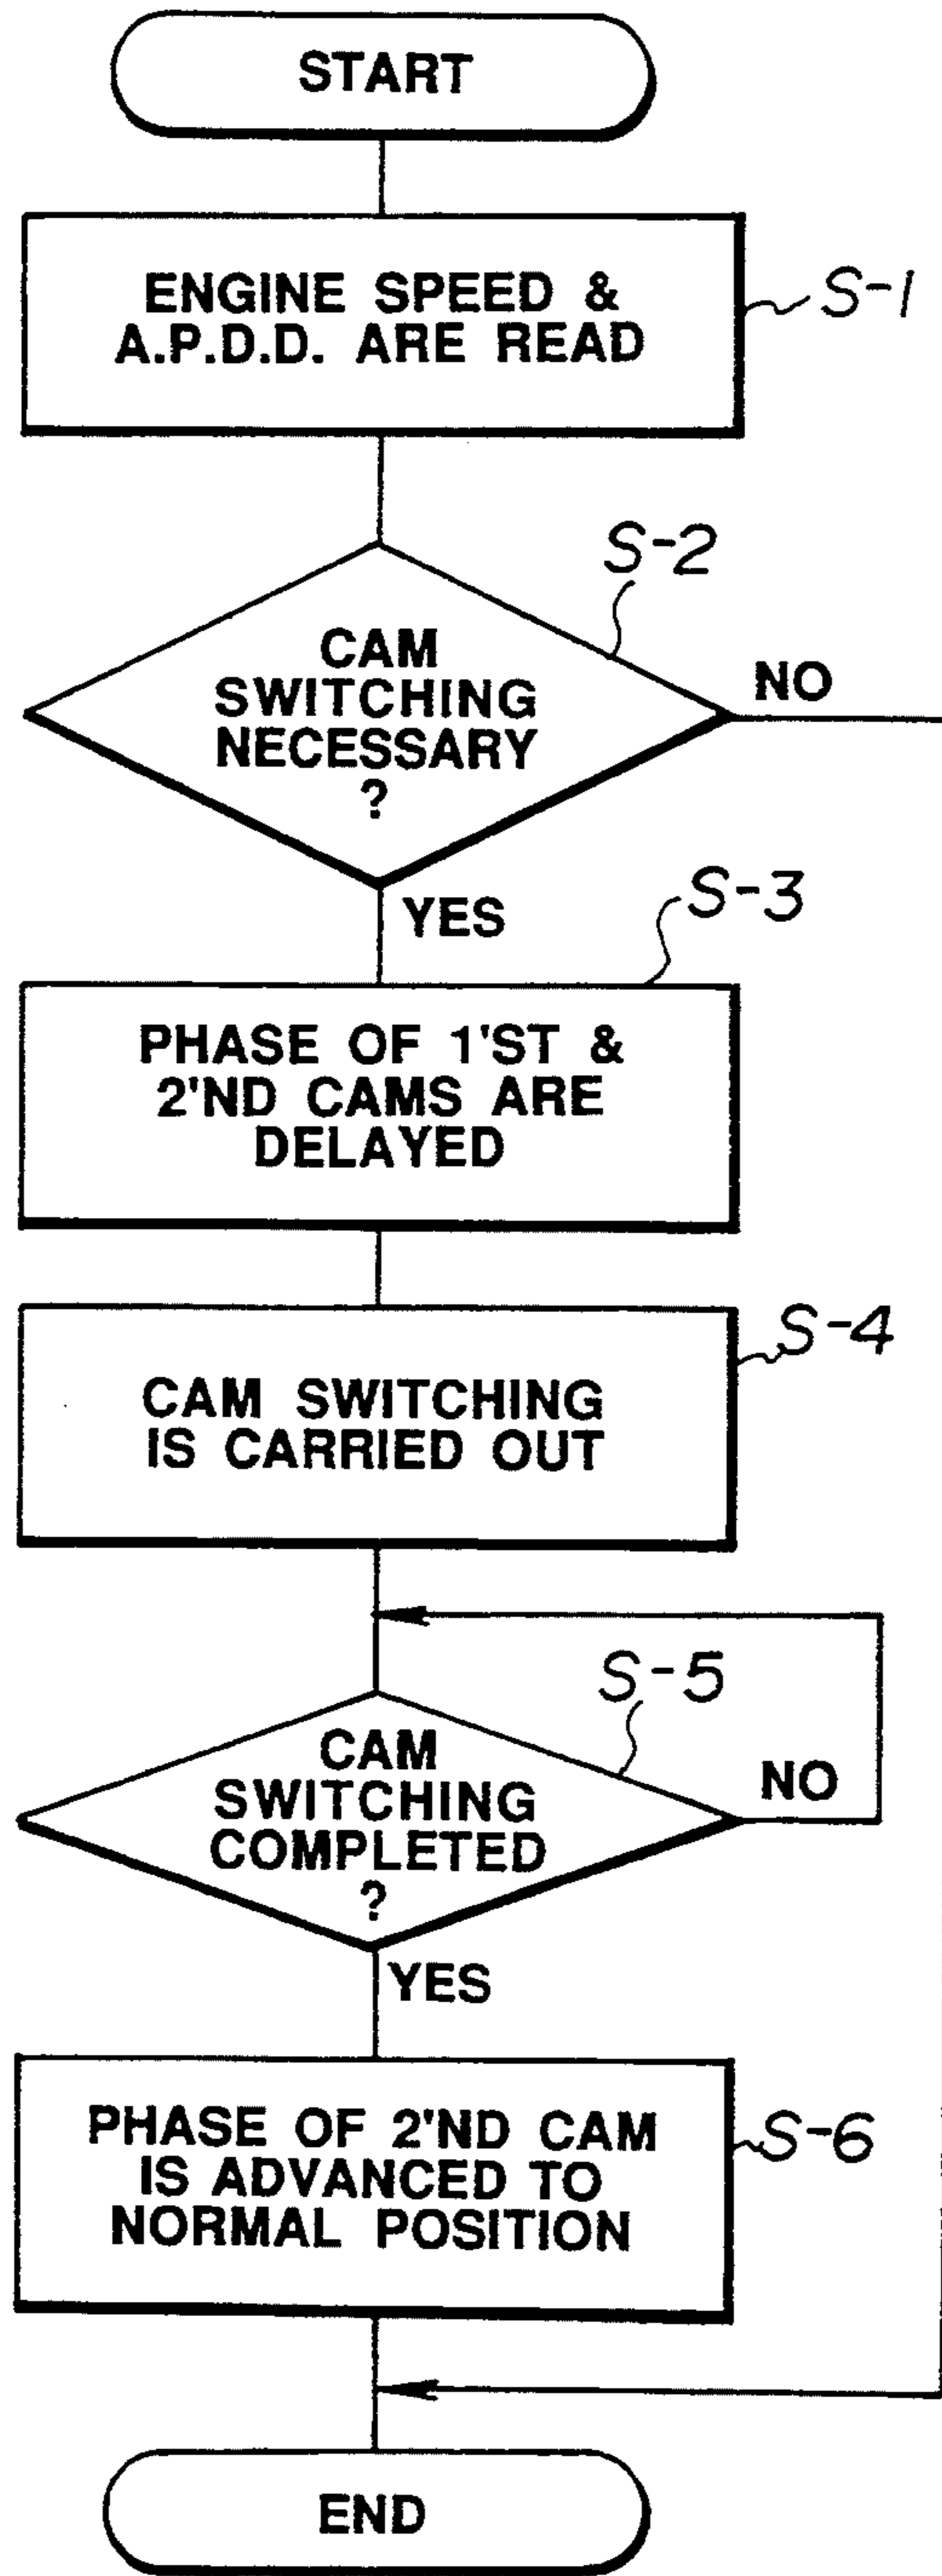 START
ENGINE SPEED &
A.P.D.D. ARE READ
S-1
S-2
CAM
SWITCHING
NECESSARY
?
NO
YES
S-3
PHASE OF 1'ST &
2'ND CAMS ARE
DELAYED
S-4
CAM SWITCHING
IS CARRIED OUT
S-5
CAM
SWITCHING
COMPLETED
?
NO
YES
PHASE OF 2'ND CAM
IS ADVANCED TO
NORMAL POSITION
S-6
END